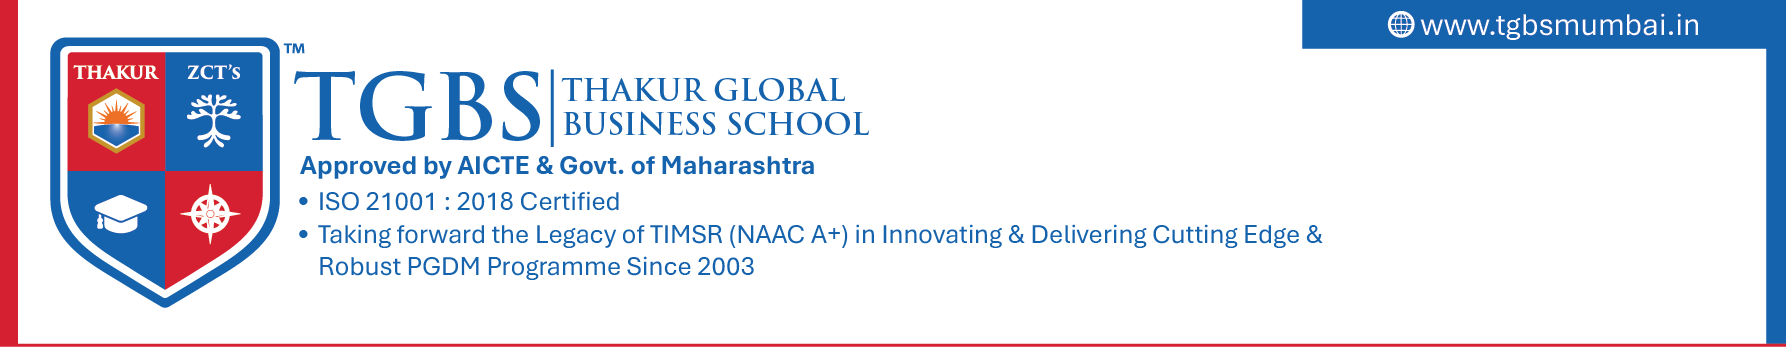 www.tgbsmumbai.in
THAKUR ZCT's ™
TGBS THAKUR GLOBAL
BUSINESS SCHOOL
Approved by AICTE & Govt. of Maharashtra
• ISO 21001 : 2018 Certified
• Taking forward the Legacy of TIMSR (NAAC A+) in Innovating & Delivering Cutting Edge &
Robust PGDM Programme Since 2003